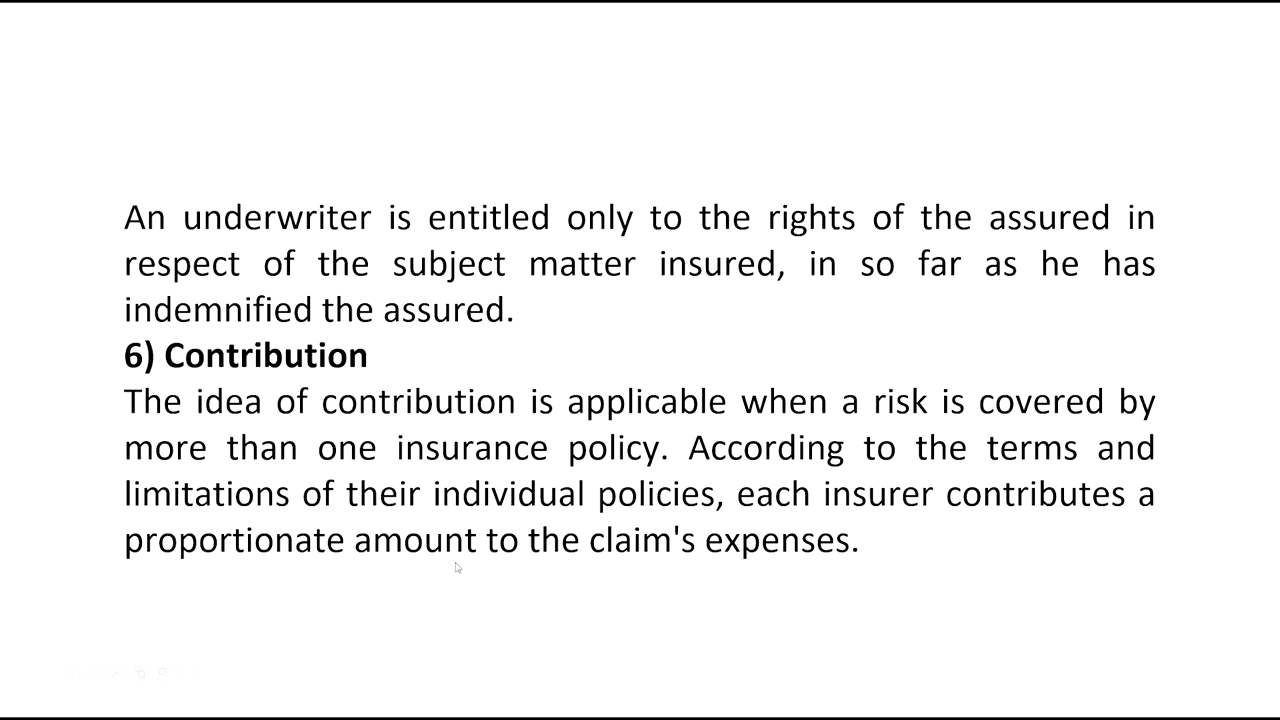 An underwriter is entitled only to the rights of the assured in
respect of the subject matter insured, in so far as he has
indemnified the assured.
6) Contribution
The idea of contribution is applicable when a risk is covered by
more than one insurance policy. According to the terms and
limitations of their individual policies, each insurer contributes a
proportionate amount to the claim's expenses.